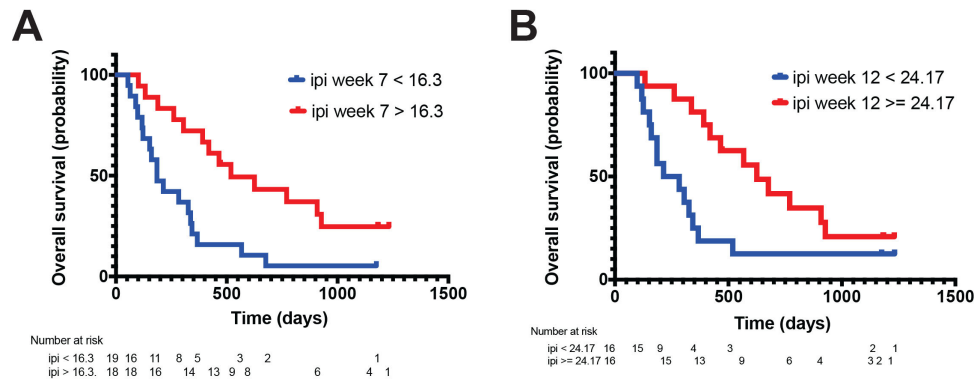 A
Overall survival (probability)
100
50
0
ipi week 7 < 16.3
ipi week 7 > 16.3
0 500 1000 1500
Time (days)
Number at risk
ipi < 16.3 19 16 11 8 5 3 2 1
ipi > 16.3. 18 18 16 14 13 9 8 6 4 1
B
Overall survival (probability)
100
50
0
ipi week 12 < 24.17
ipi week 12 >= 24.17
0 500 1000 1500
Time (days)
Number at risk
ipi < 24.17 16 15 9 4 3 2 1
ipi >= 24.17 16 15 13 9 6 4 3 2 1